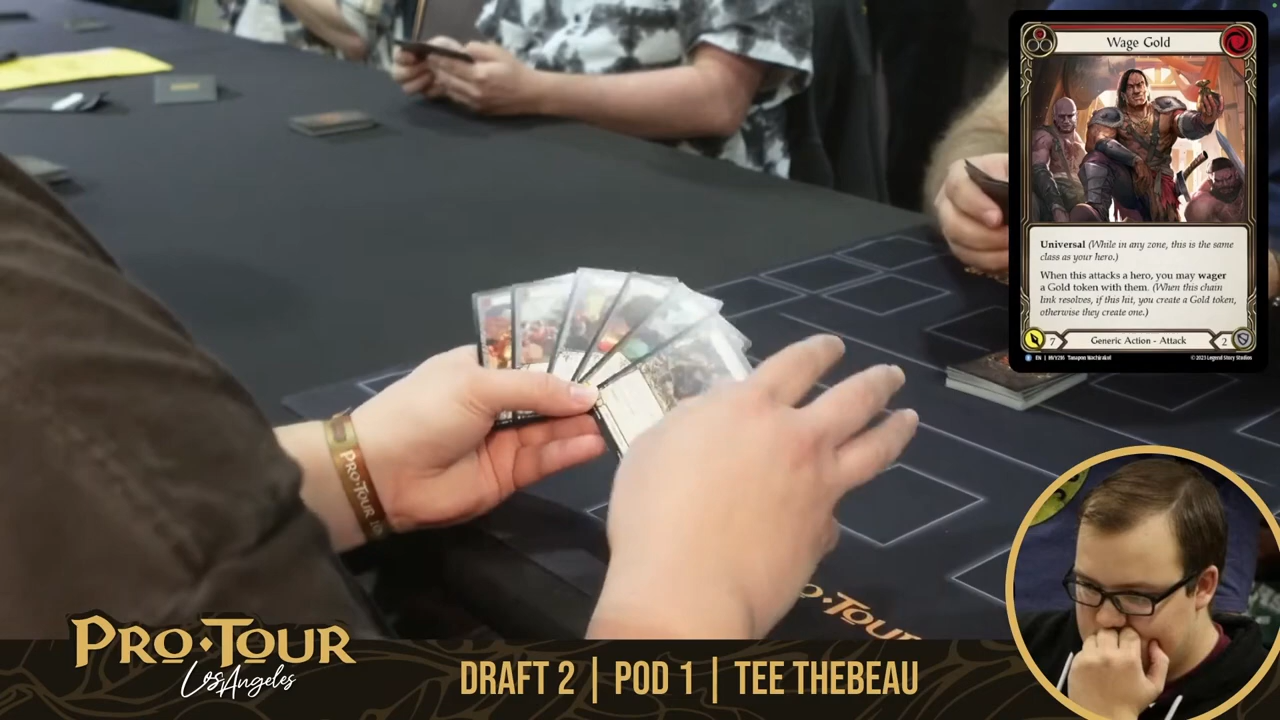 Wage Gold
Universal (While in any zone, this is the same
class as your hero.)
When this attacks a hero, you may wager
a Gold token with them. (When this chain
link resolves, if this hit, you create a Gold token,
otherwise they create one.)
7
Generic Action - Attack
2
PRO-TOUR
PRO·TOUR
Los Angeles
DRAFT 2 | POD 1 | TEE THEBEAU